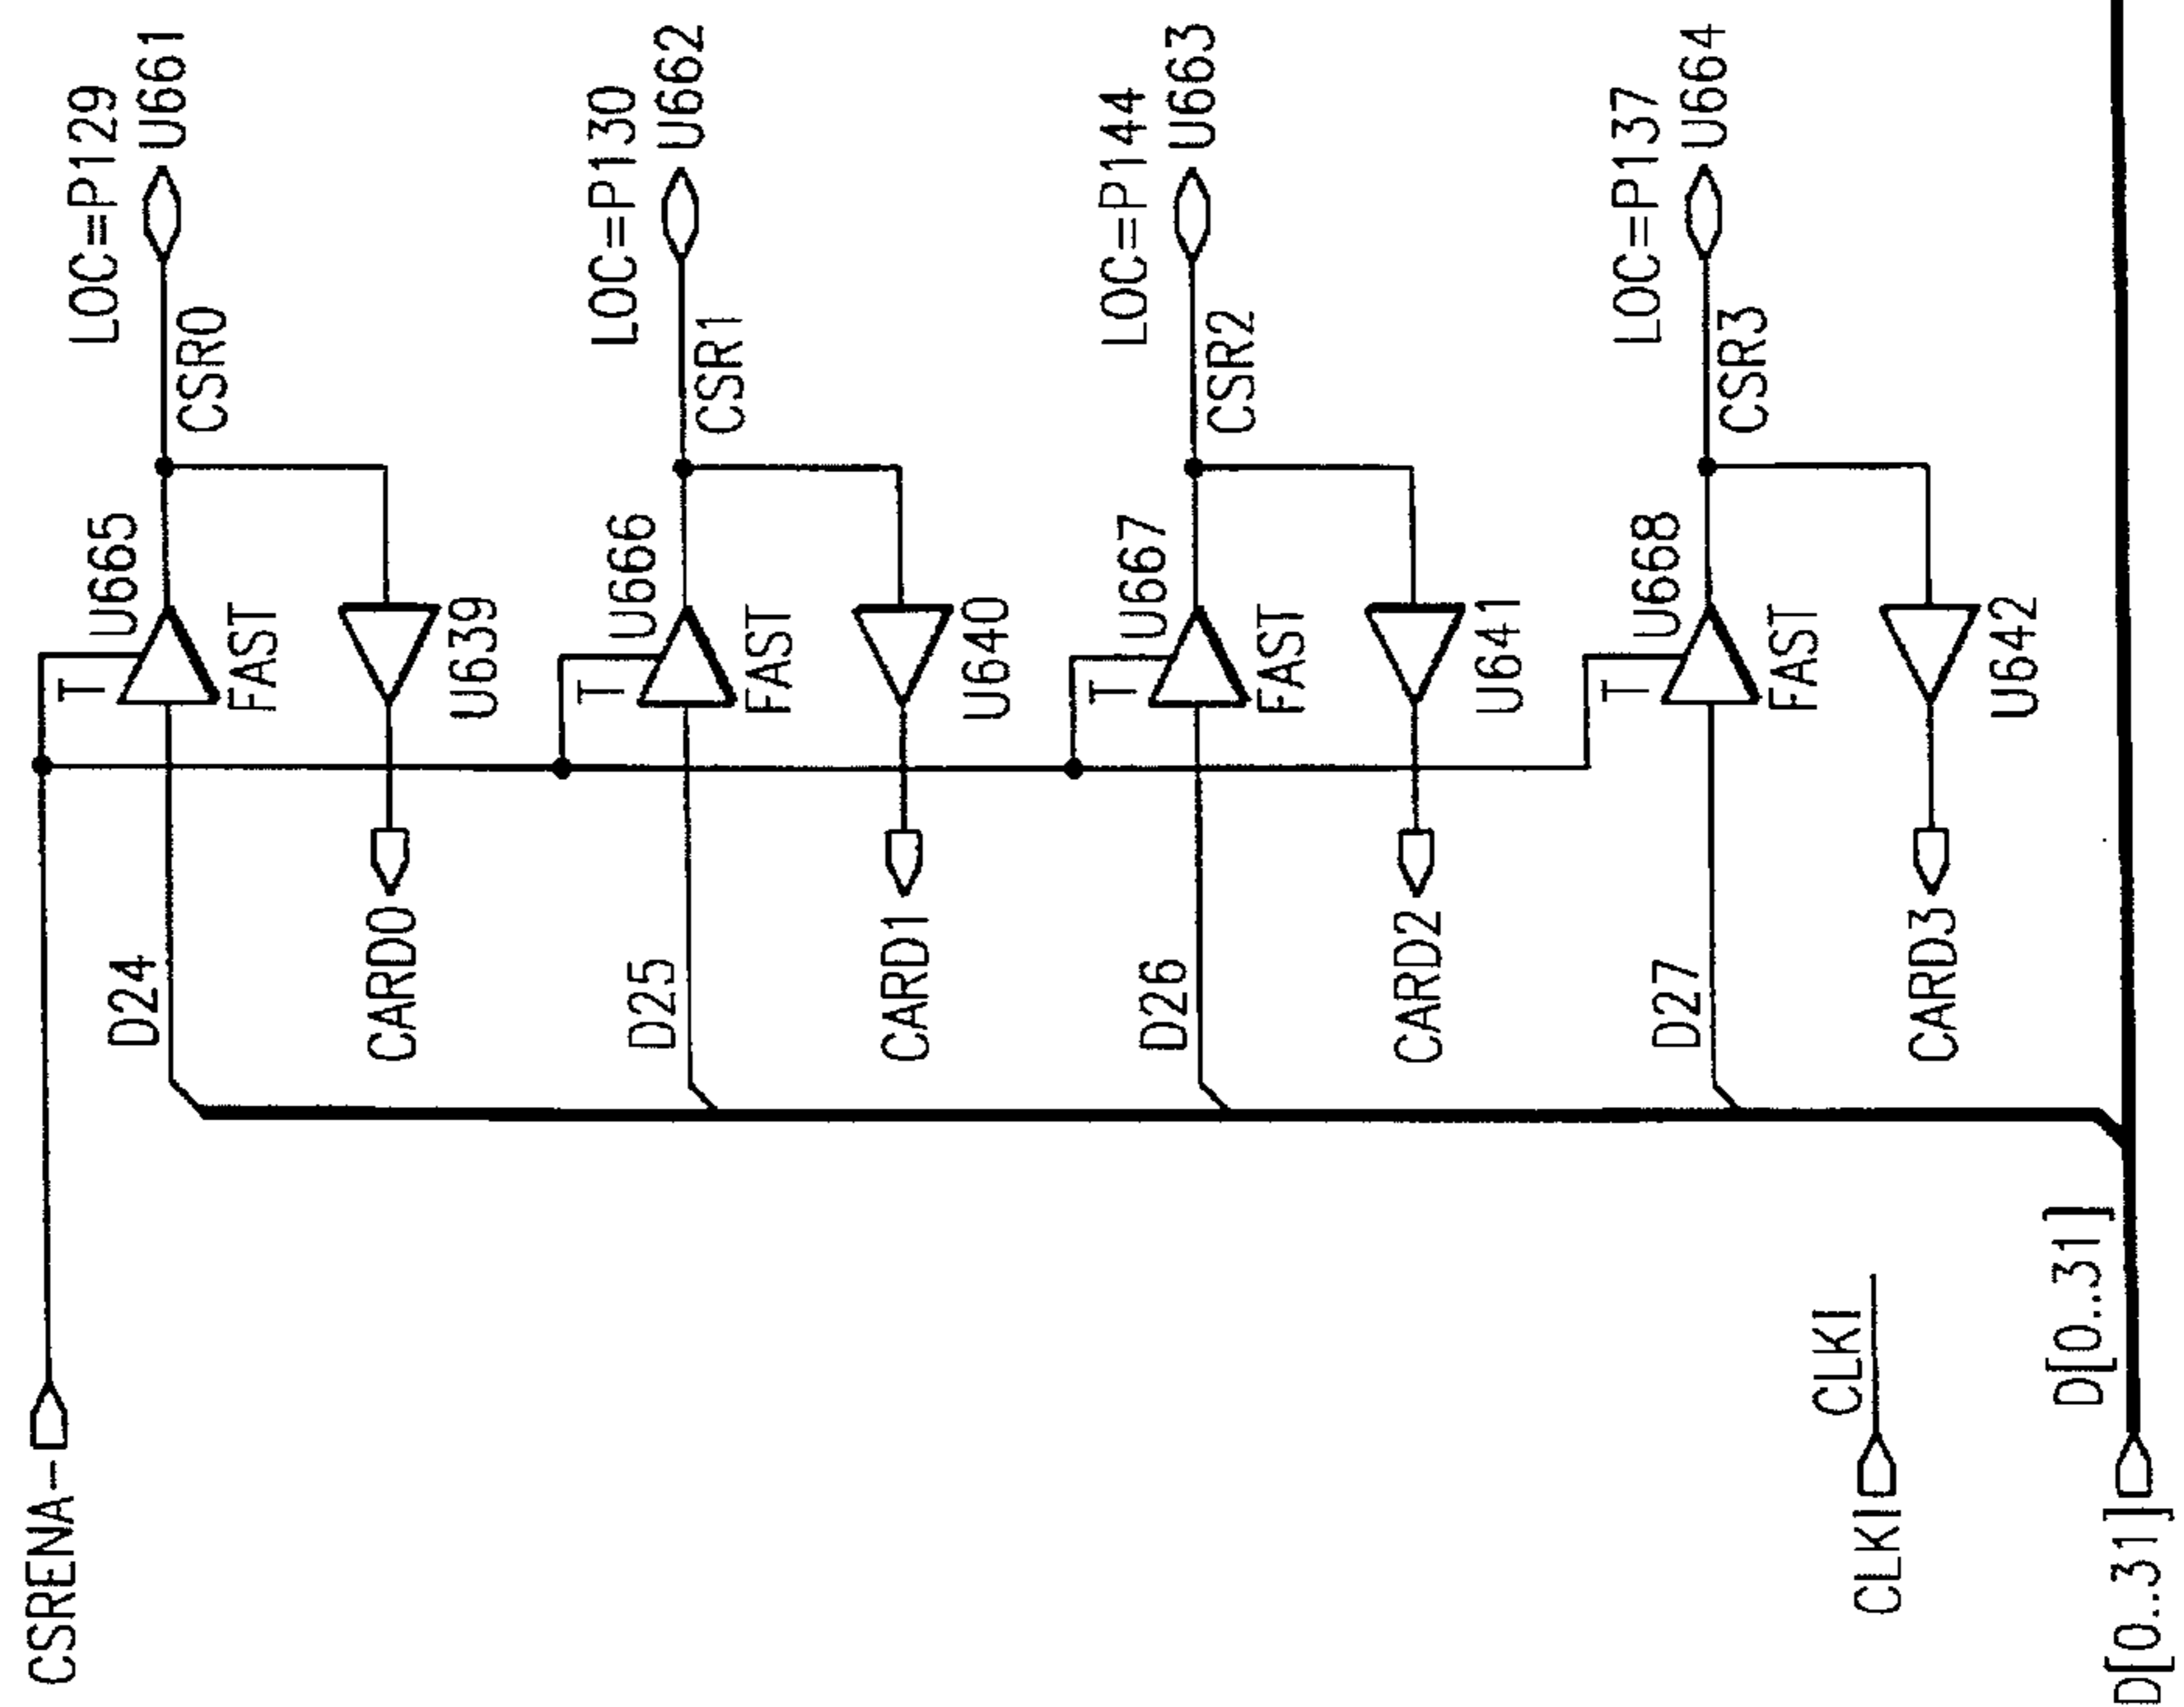 CSRENA-
D24
T
U665
FAST
CSR0
LOC=P129
U661
CARD0
U639
D25
T
U666
FAST
CSR1
LOC=P130
U662
CARD1
U640
D26
T
U667
FAST
CSR2
LOC=P144
U663
CARD2
U641
D27
T
U668
FAST
CSR3
LOC=P137
U664
CARD3
U642
CLKI
CLKI
D[0..31]
D[0..31]